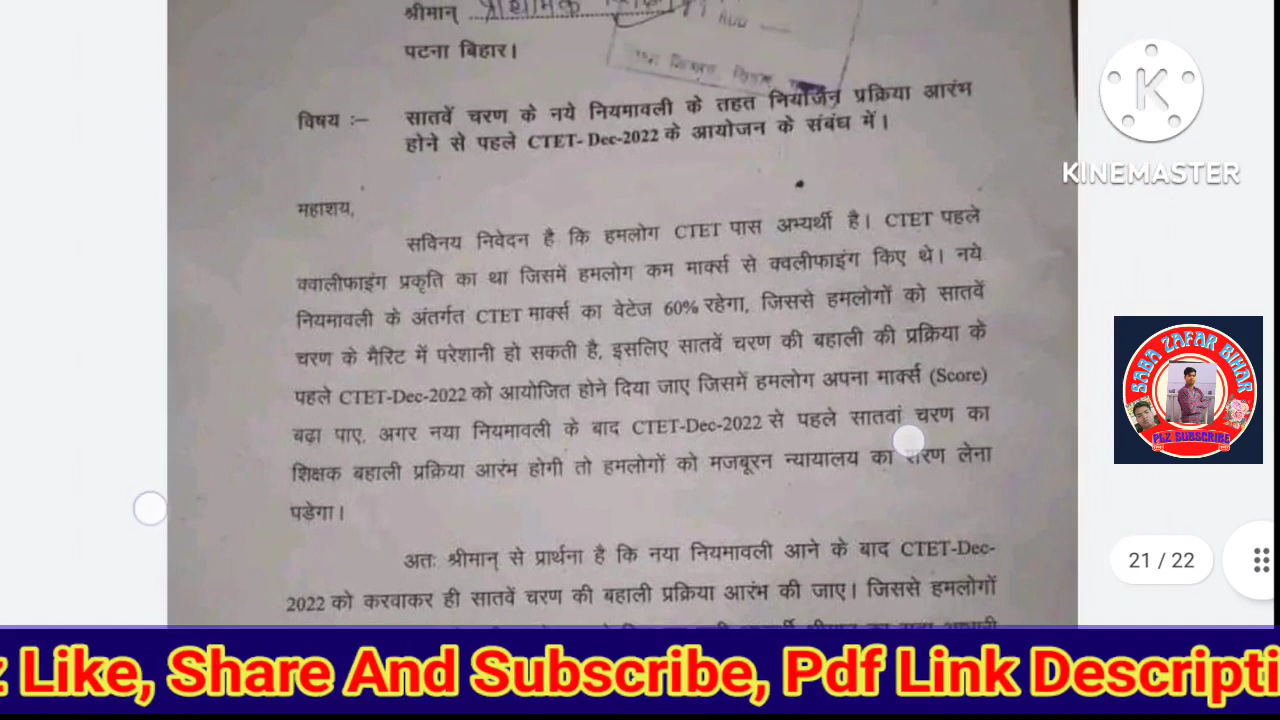 श्रीमान्
पटना बिहार।
विषय :– सातवें चरण के नये नियमावली के तहत नियोजन प्रक्रिया आरंभ
होने से पहले CTET- Dec-2022 के आयोजन के संबंध में।
महाशय,
सविनय निवेदन है कि हमलोग CTET पास अभ्यर्थी है। CTET पहले
क्वालीफाइंग प्रकृति का था जिसमें हमलोग कम मार्क्स से क्वलीफाइंग किए थे। नये
नियमावली के अंतर्गत CTET मार्क्स का वेटेज 60% रहेगा, जिससे हमलोगों को सातवें
चरण के मैरिट में परेशानी हो सकती है, इसलिए सातवें चरण की बहाली की प्रक्रिया के
पहले CTET-Dec-2022 को आयोजित होने दिया जाए जिसमें हमलोग अपना मार्क्स (Score)
बढ़ा पाए, अगर नया नियमावली के बाद CTET-Dec-2022 से पहले सातवां चरण का
शिक्षक बहाली प्रक्रिया आरंभ होगी तो हमलोगों को मजबूरन न्यायालय का शरण लेना
पड़ेगा।
अतः श्रीमान् से प्रार्थना है कि नया नियमावली आने के बाद CTET-Dec-
2022 को करवाकर ही सातवें चरण की बहाली प्रक्रिया आरंभ की जाए। जिससे हमलोगों
K
KINEMASTER
SABA ZAFAR BIHAR
PLZ SUBSCRIBE
21 / 22
z Like, Share And Subscribe, Pdf Link Descripti